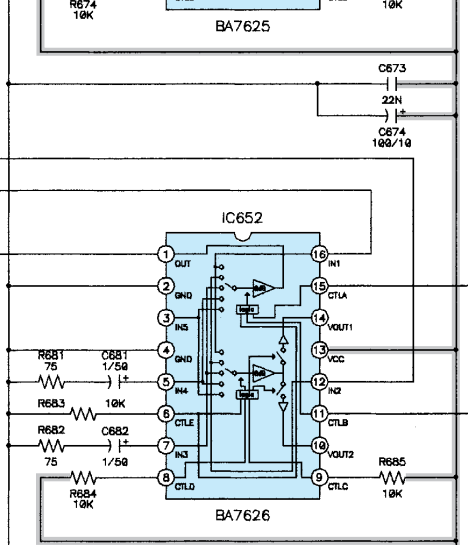 R674
10K
10K
BA7625
C673
22N
C674
100/10
IC652
1
OUT
16
IN1
2
GND
15
CTLA
3
IN5
14
VOUT1
4
GND
13
VCC
R681
75
C681
1/50
5
IN4
12
IN2
R683
10K
6
CTLE
11
CTLB
R682
75
C682
1/50
7
IN3
10
VOUT2
8
CTLD
9
CTLC
R684
10K
R685
10K
logic
logic
BA7626